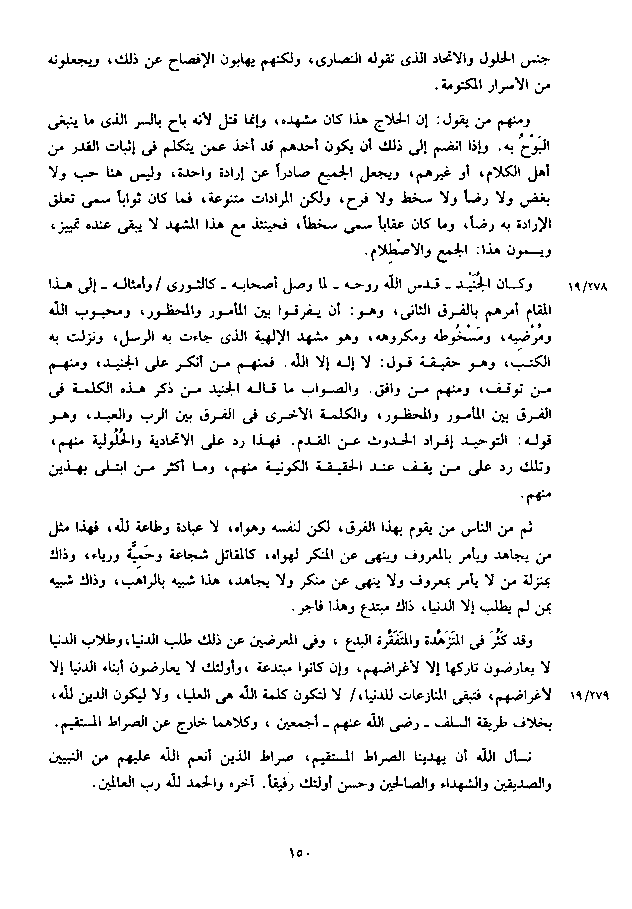 جنس الحلول والاتحاد الذى تقوله النصارى، ولكنهم يهابون الإفصاح عن ذلك، ويجعلونه
من الأسرار المكتومة.
ومنهم من يقول: إن الحلاج هذا كان مشهده، وإنما قتل لأنه باح بالسر الذى ما ينبغى
البَوْحُ به. وإذا انضم إلى ذلك أن يكون أحدهم قد أخذ عمن يتكلم فى إثبات القدر من
أهل الكلام، أو غيرهم، ويجعل الجميع صادراً عن إرادة واحدة، وليس هنا حب ولا
بغض ولا رضاً ولا سخط ولا فرح، ولكن المرادات متنوعة، فما كان ثواباً سمى تعلق
الإرادة به رضاً، وما كان عقاباً سمى سخطاً، فحينئذ مع هذا المشهد لا يبقى عنده تمييز،
ويسمون هذا: الجمع والاصْطِلام.
١٩/٢٧٨ وكان الجُنَيْد ـ قدس الله روحه ـ لما وصل أصحابه ـ كالثورى / وأمثاله ـ إلى هذا
المقام أمرهم بالفرق الثانى، وهو: أن يفرقوا بين المأمور والمحظور، ومحبوب الله
ومُرْضيه، ومَسْخُوطه ومكروهه، وهو مشهد الإلهية الذى جاءت به الرسل، ونزلت به
الكتب، وهو حقيقة قول: لا إله إلا الله. فمنهم من أنكر على الجنيد، ومنهم
من توقف، ومنهم من وافق. والصواب ما قاله الجنيد من ذكر هذه الكلمة فى
الفرق بين المأمور والمحظور، والكلمة الأخرى فى الفرق بين الرب والعبد، وهو
قوله: التوحيد إفراد الحدوث عن القدم. فهذا رد على الاتحادية والحُلُولية منهم،
وتلك رد على من يقف عند الحقيقة الكونية منهم، وما أكثر من ابتلى بهذين
منهم.
ثم من الناس من يقوم بهذا الفرق، لكن لنفسه وهواه، لا عبادة وطاعة لله، فهذا مثل
من يجاهد ويأمر بالمعروف وينهى عن المنكر لهواه، كالمقاتل شجاعة وحَمِيَّة ورياء، وذاك
بمنزلة من لا يأمر بمعروف ولا ينهى عن منكر ولا يجاهد، هذا شبيه بالراهب، وذاك شبيه
بمن لم يطلب إلا الدنيا، ذاك مبتدع وهذا فاجر.
وقد كَثُرَ فى المتَزَهِّدة والمتَفَقِّرة البدع ، وفى المعرضين عن ذلك طلب الدنيا، وطلاب الدنيا
لا يعارضون تاركها إلا لأغراضهم، وإن كانوا مبتدعة ، وأولئك لا يعارضون أبناء الدنيا إلا
١٩/٢٧٩ لأغراضهم، فتبقى المنازعات للدنيا، / لا لتكون كلمة الله هى العليا، ولا ليكون الدين لله،
بخلاف طريقة السلف ـ رضى الله عنهم ـ أجمعين ، وكلاهما خارج عن الصراط المستقيم.
نسأل الله أن يهدينا الصراط المستقيم، صراط الذين أنعم الله عليهم من النبيين
والصديقين والشهداء والصالحين وحسن أولئك رَفيقاً. آخره والحمد لله رب العالمين.
١٥٠